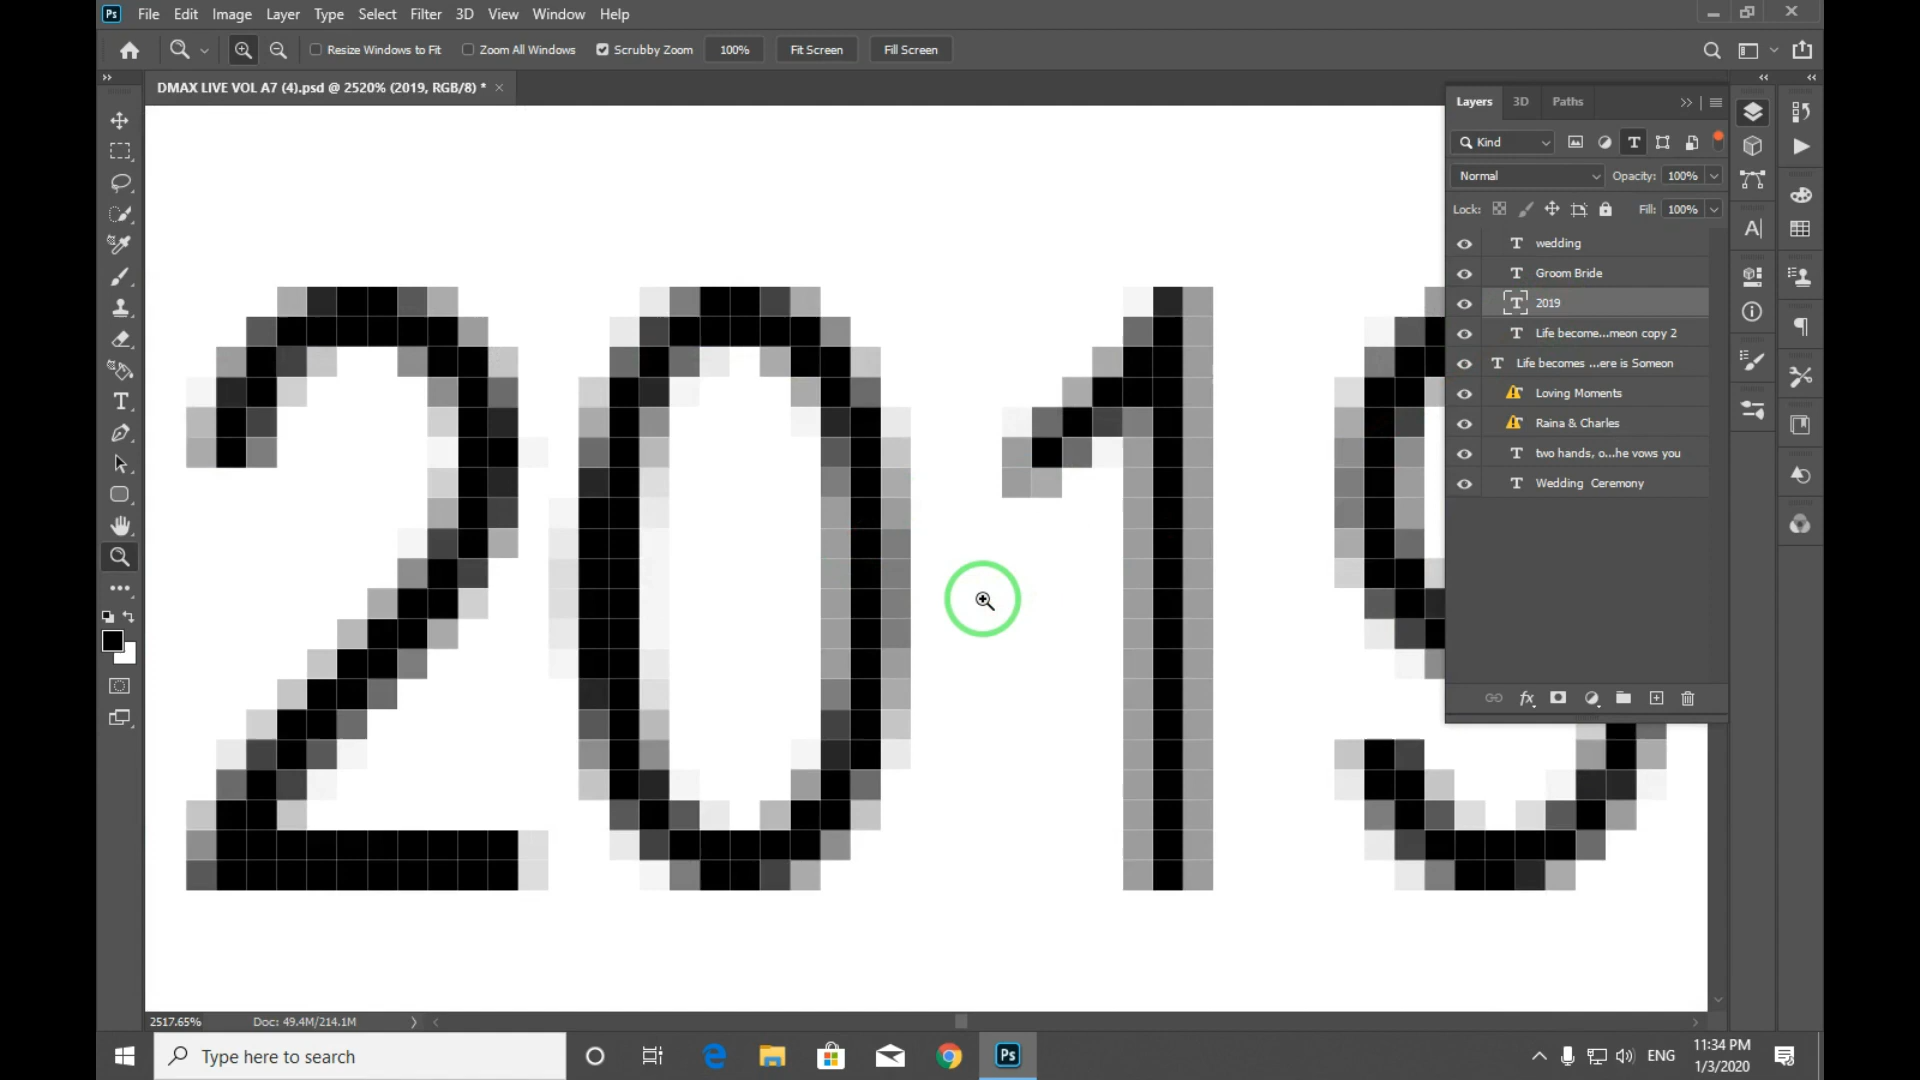 Ps File Edit Image Layer Type Select Filter 3D View Window Help
Resize Windows to Fit Zoom All Windows Scrubby Zoom 100% Fit Screen Fill Screen
DMAX LIVE VOL A7 (4).psd @ 2520% (2019, RGB/8) *
Layers 3D Paths
Kind
Normal Opacity: 100%
Lock: Fill: 100%
T wedding
T Groom Bride
T 2019
T Life become...meon copy 2
T Life becomes ...ere is Someon
Loving Moments
Raina & Charles
T two hands, o...he vows you
T Wedding Ceremony
fx
2019
2517.65% Doc: 49.4M/214.1M
Type here to search
Ps
ENG
11:34 PM
1/3/2020